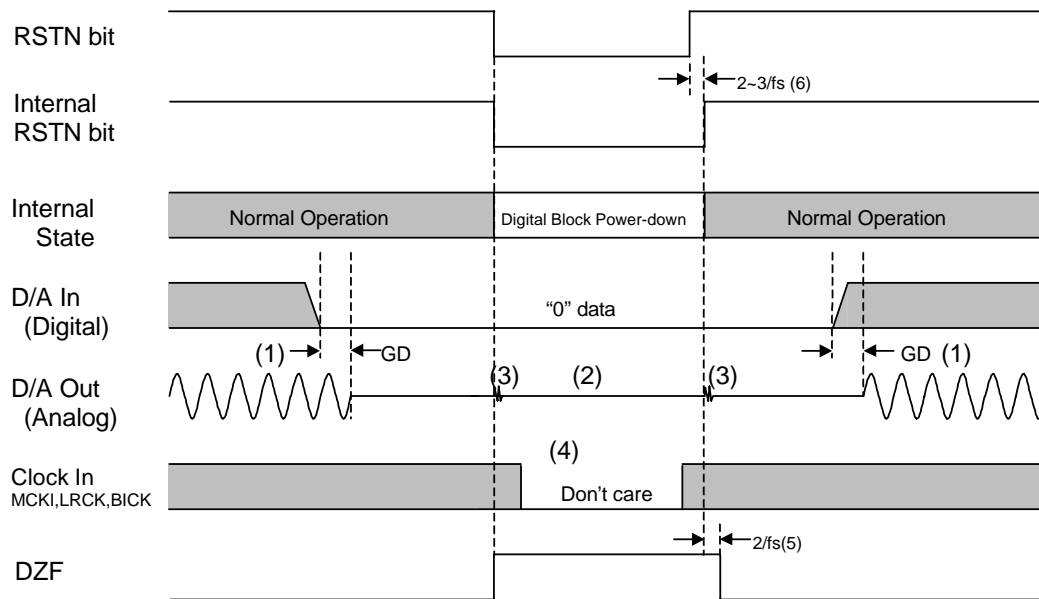 RSTN bit
2~3/fs (6)
Internal
RSTN bit
Internal
State
Normal Operation
Digital Block Power-down
Normal Operation
D/A In
(Digital)
“0” data
(1)
GD
GD
(1)
D/A Out
(Analog)
(3)
(2)
(3)
(4)
Clock In
MCKI,LRCK,BICK
Don’t care
2/fs(5)
DZF